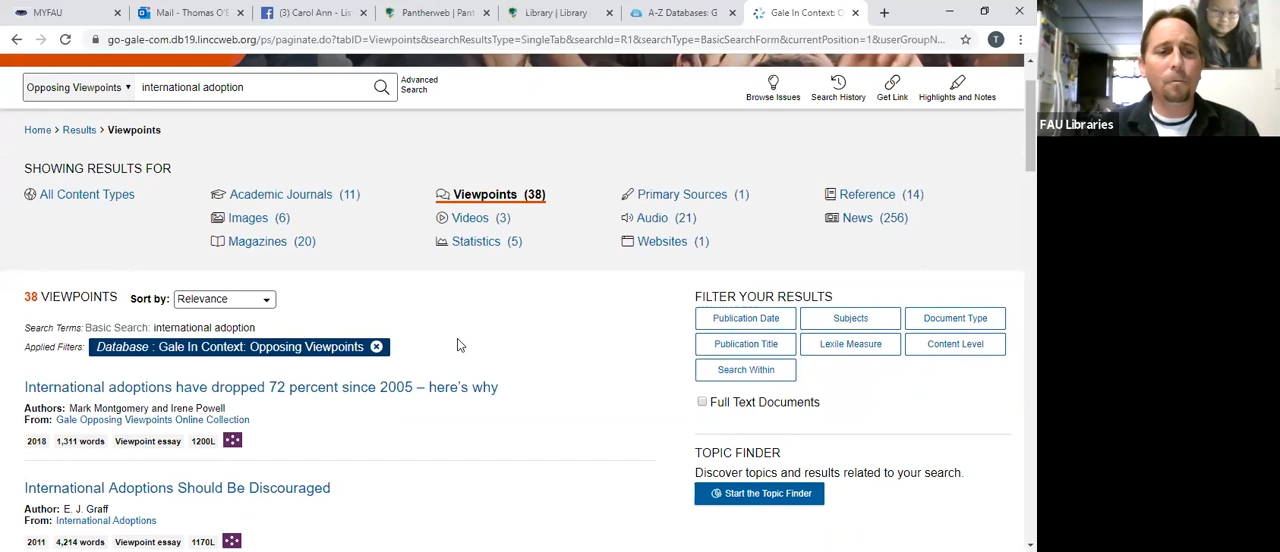 MYFAU
Mail - Thomas O'B
(3) Carol Ann - Lis
Pantherweb | Pant
Library | Library
A-Z Databases: G
Gale In Context: O
go-gale-com.db19.linccweb.org/ps/paginate.do?tabID=Viewpoints&searchResultsType=SingleTab&searchId=R1&searchType=BasicSearchForm&currentPosition=1&userGroupN...
T
Opposing Viewpoints
international adoption
Advanced
Search
Browse Issues
Search History
Get Link
Highlights and Notes
FAU Libraries
Home > Results > Viewpoints
SHOWING RESULTS FOR
All Content Types
Academic Journals (11)
Viewpoints (38)
Primary Sources (1)
Reference (14)
Images (6)
Videos (3)
Audio (21)
News (256)
Magazines (20)
Statistics (5)
Websites (1)
38 VIEWPOINTS
Sort by: Relevance
Search Terms: Basic Search: international adoption
Applied Filters: Database : Gale In Context: Opposing Viewpoints
International adoptions have dropped 72 percent since 2005 – here's why
Authors: Mark Montgomery and Irene Powell
From: Gale Opposing Viewpoints Online Collection
2018 1,311 words Viewpoint essay 1200L
International Adoptions Should Be Discouraged
Author: E. J. Graff
From: International Adoptions
2011 4,214 words Viewpoint essay 1170L
FILTER YOUR RESULTS
Publication Date
Subjects
Document Type
Publication Title
Lexile Measure
Content Level
Search Within
Full Text Documents
TOPIC FINDER
Discover topics and results related to your search.
Start the Topic Finder